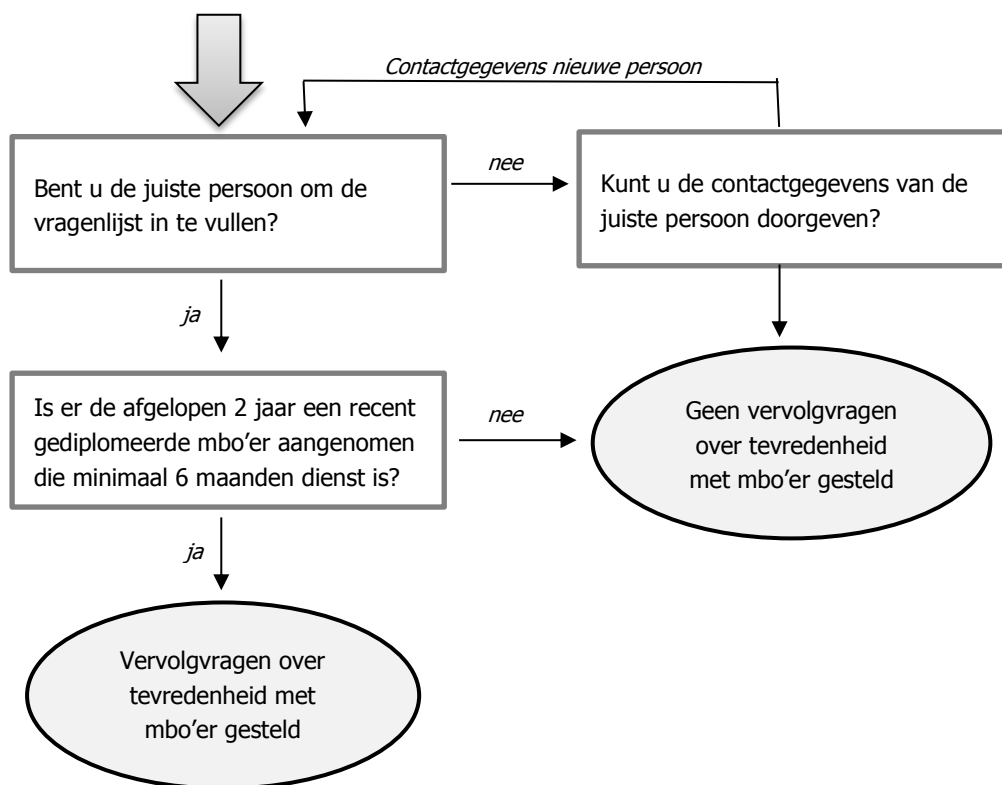 Contactgegevens nieuwe persoon
Bent u de juiste persoon om de
vragenlijst in te vullen?
nee
Kunt u de contactgegevens van de
juiste persoon doorgeven?
ja
Is er de afgelopen 2 jaar een recent
gediplomeerde mbo’er aangenomen
die minimaal 6 maanden dienst is?
nee
Geen vervolgvragen
over tevredenheid
met mbo’er gesteld
ja
Vervolgvragen over
tevredenheid met
mbo’er gesteld